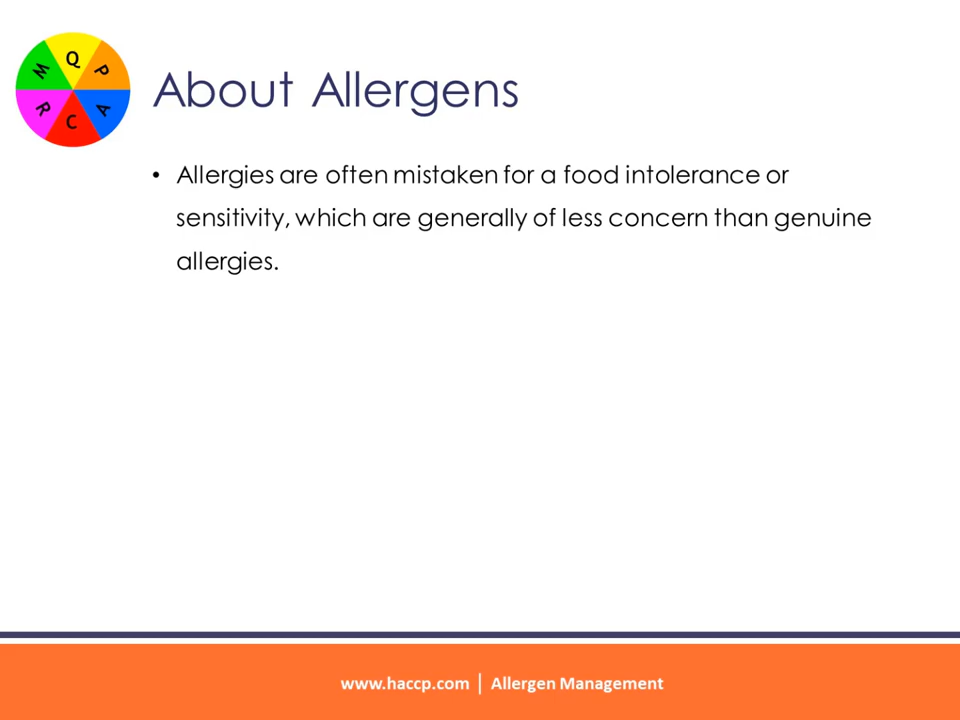 M Q P
R C A
About Allergens
• Allergies are often mistaken for a food intolerance or
sensitivity, which are generally of less concern than genuine
allergies.
www.haccp.com | Allergen Management